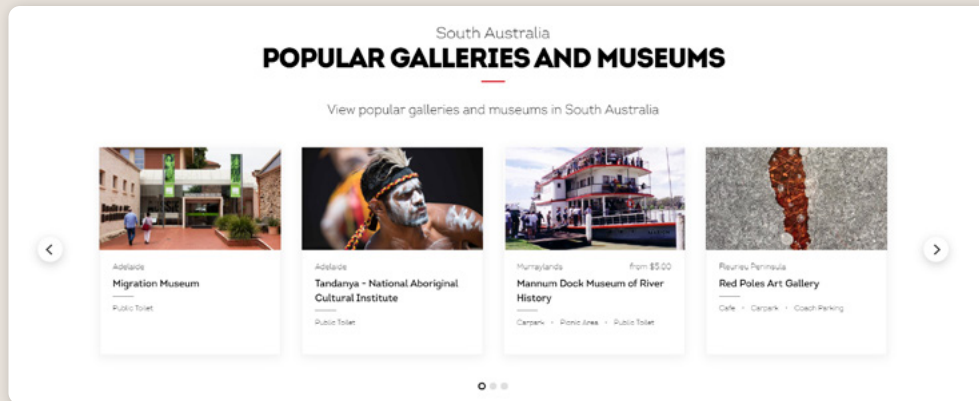 South Australia
POPULAR GALLERIES AND MUSEUMS
View popular galleries and museums in South Australia
Adelaide
Migration Museum
Public Toilet
Adelaide
Tandanya - National Aboriginal
Cultural Institute
Public Toilet
Murraylands from $5.00
Mannum Dock Museum of River
History
Carpark • Picnic Area • Public Toilet
Fleurieu Peninsula
Red Poles Art Gallery
Cafe • Carpark • Coach Parking